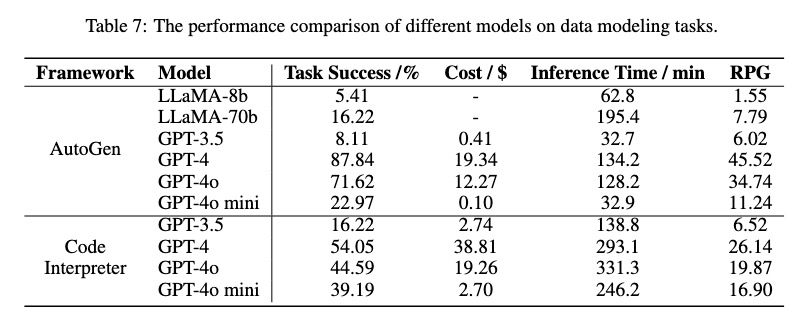 Table 7: The performance comparison of different models on data modeling tasks.
Framework Model Task Success /% Cost / $ Inference Time / min RPG
AutoGen
LLaMA-8b 5.41 - 62.8 1.55
LLaMA-70b 16.22 - 195.4 7.79
GPT-3.5 8.11 0.41 32.7 6.02
GPT-4 87.84 19.34 134.2 45.52
GPT-4o 71.62 12.27 128.2 34.74
GPT-4o mini 22.97 0.10 32.9 11.24
Code
Interpreter
GPT-3.5 16.22 2.74 138.8 6.52
GPT-4 54.05 38.81 293.1 26.14
GPT-4o 44.59 19.26 331.3 19.87
GPT-4o mini 39.19 2.70 246.2 16.90